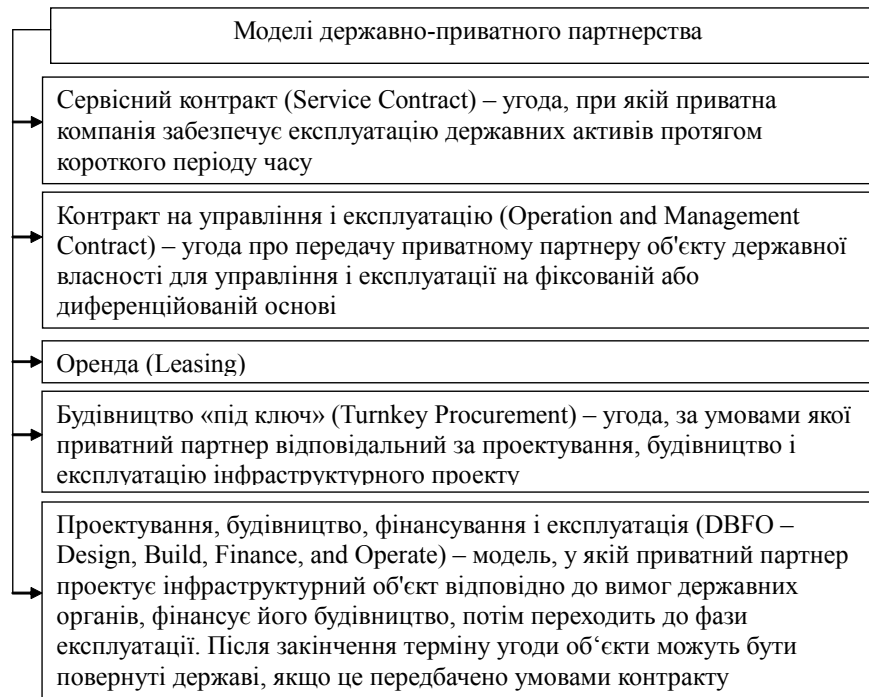 Моделі державно-приватного партнерства
Сервісний контракт (Service Contract) – угода, при якій приватна
компанія забезпечує експлуатацію державних активів протягом
короткого періоду часу
Контракт на управління і експлуатацію (Operation and Management
Contract) – угода про передачу приватному партнеру об'єкту державної
власності для управління і експлуатації на фіксованій або
диференційованій основі
Оренда (Leasing)
Будівництво «під ключ» (Turnkey Procurement) – угода, за умовами якої
приватний партнер відповідальний за проектування, будівництво і
експлуатацію інфраструктурного проекту
Проектування, будівництво, фінансування і експлуатація (DBFO –
Design, Build, Finance, and Operate) – модель, у якій приватний партнер
проектує інфраструктурний об'єкт відповідно до вимог державних
органів, фінансує його будівництво, потім переходить до фази
експлуатації. Після закінчення терміну угоди об‘єкти можуть бути
повернуті державі, якщо це передбачено умовами контракту